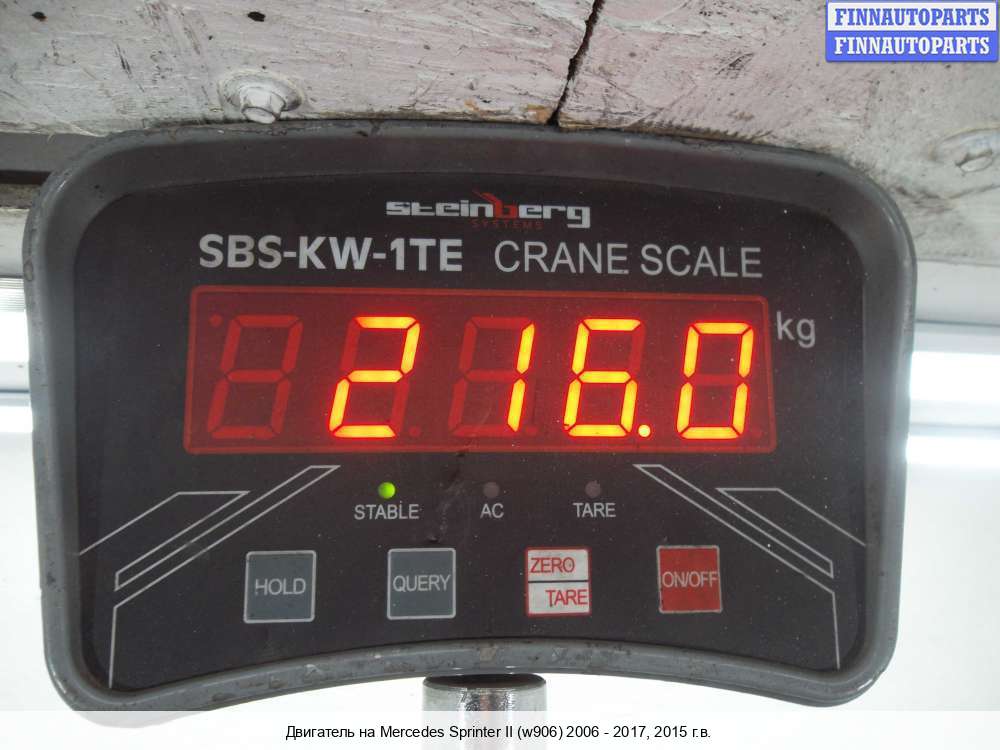 FINNAUTOPARTS
FINNAUTOPARTS
steinberg
SYSTEMS
SBS-KW-1TE CRANE SCALE
216.0 kg
STABLE AC TARE
HOLD QUERY ZERO TARE ON/OFF
Двигатель на Mercedes Sprinter II (w906) 2006 - 2017, 2015 г.в.